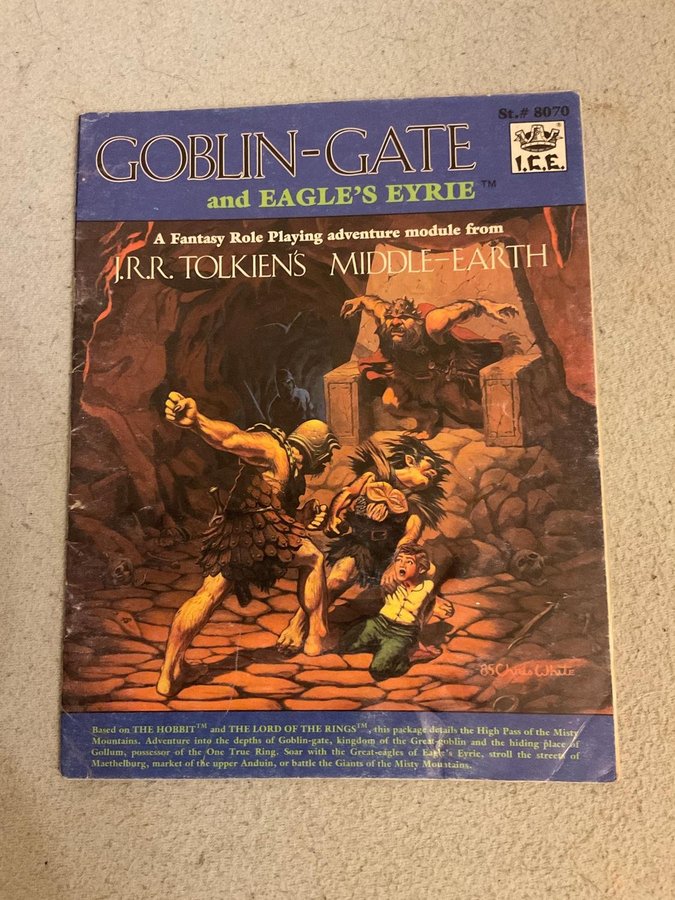 St.# 8070
GOBLIN-GATE
and EAGLE'S EYRIE™
I.C.E.®
A Fantasy Role Playing adventure module from
J.R.R. TOLKIEN'S MIDDLE-EARTH
85 Chris White
Based on THE HOBBIT™ and THE LORD OF THE RINGS™, this package details the High Pass of the Misty
Mountains. Adventure into the depths of Goblin-gate, kingdom of the Great-goblin and the hiding place of
Gollum, possessor of the One True Ring. Soar with the Great-eagles of Eagle's Eyrie, stroll the streets of
Maethelburg, market of the upper Anduin, or battle the Giants of the Misty Mountains.